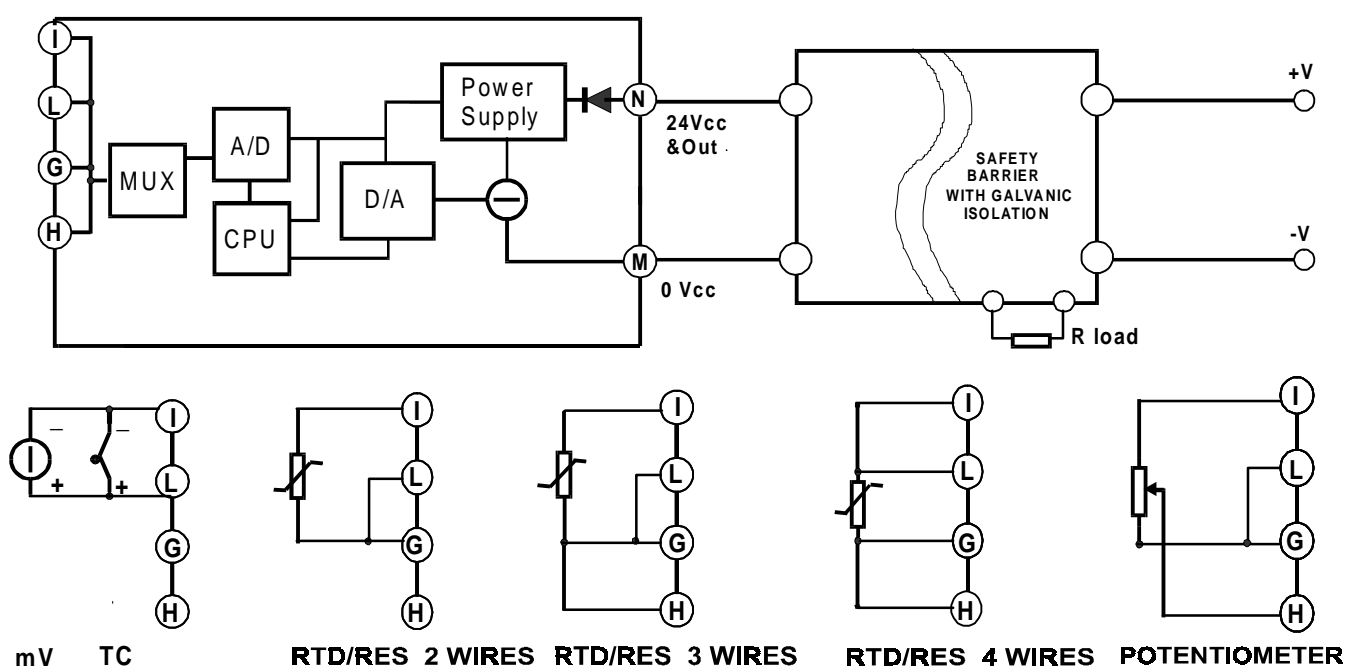 I
L
G
H
MUX
A/D
CPU
D/A
Power
Supply
N
24Vcc
&Out
M
0 Vcc
SAFETY
BARRIER
WITH GALVANIC
ISOLATION
+V
-V
R load
I
L
G
H
I
– –
+ +
mV TC
I
L
G
H
RTD/RES 2 WIRES
I
L
G
H
RTD/RES 3 WIRES
I
L
G
H
RTD/RES 4 WIRES
I
L
G
H
POTENTIOMETER